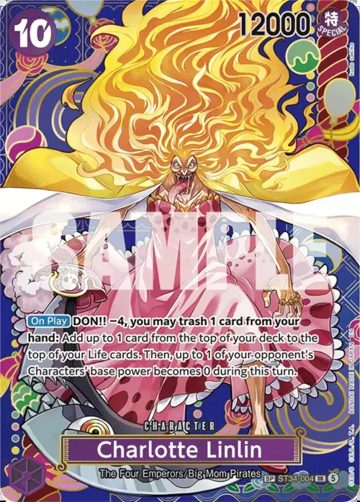 10
12000
特
SPECIAL
SAMPLE
On Play DON!! −4, you may trash 1 card from your
hand: Add up to 1 card from the top of your deck to the
top of your Life cards. Then, up to 1 of your opponent's
Characters' base power becomes 0 during this turn.
CHARACTER
Charlotte Linlin
The Four Emperors/Big Mom Pirates
SP ST34-004 SR 5